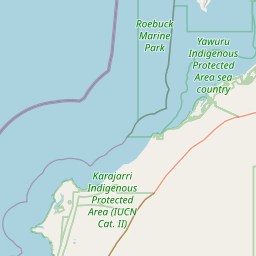 Roebuck
Marine
Park
Yawuru
Indigenous
Protected
Area sea
country
Karajarri
Indigenous
Protected
Area (IUCN
Cat. II)